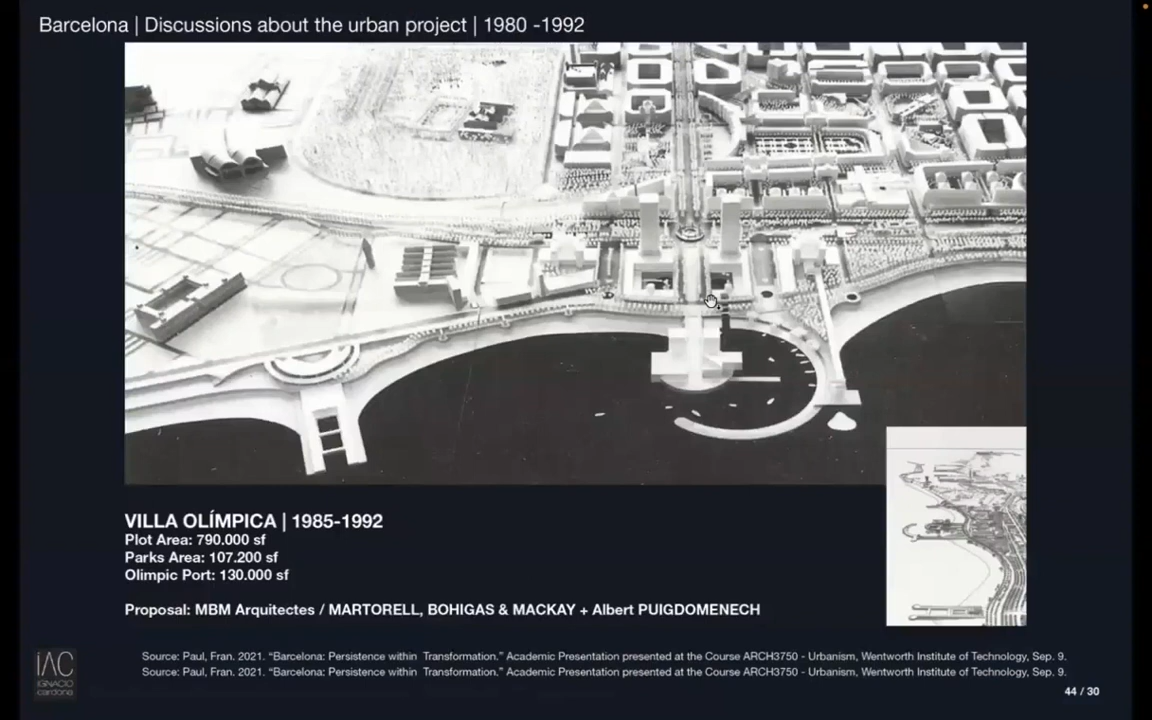 Barcelona | Discussions about the urban project | 1980 -1992
VILLA OLÍMPICA | 1985-1992
Plot Area: 790.000 sf
Parks Area: 107.200 sf
Olimpic Port: 130.000 sf
Proposal: MBM Arquitectes / MARTORELL, BOHIGAS & MACKAY + Albert PUIGDOMENECH
Source: Paul, Fran. 2021. “Barcelona: Persistence within Transformation.” Academic Presentation presented at the Course ARCH3750 - Urbanism, Wentworth Institute of Technology, Sep. 9.
Source: Paul, Fran. 2021. “Barcelona: Persistence within Transformation.” Academic Presentation presented at the Course ARCH3750 - Urbanism, Wentworth Institute of Technology, Sep. 9.
IAC
IGNACIO
cardona
44 / 30